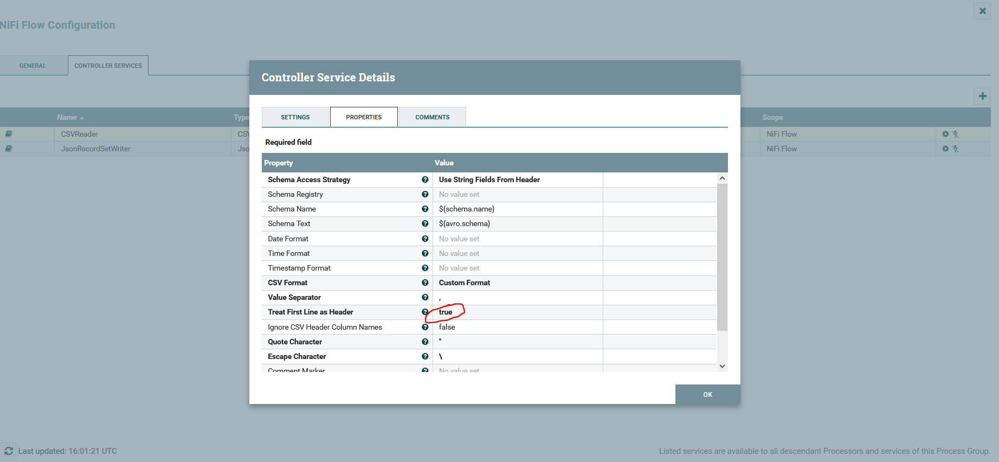 NiFi Flow Configuration
GENERAL
CONTROLLER SERVICES
Name
Type
Scope
CSVReader
CSV
NiFi Flow
JsonRecordSetWriter
Jso
NiFi Flow
Controller Service Details
SETTINGS
PROPERTIES
COMMENTS
Required field
Property Value
Schema Access Strategy ? Use String Fields From Header
Schema Registry ? No value set
Schema Name ? ${schema.name}
Schema Text ? ${avro.schema}
Date Format ? No value set
Time Format ? No value set
Timestamp Format ? No value set
CSV Format ? Custom Format
Value Separator ? ,
Treat First Line as Header ? true
Ignore CSV Header Column Names ? false
Quote Character ? "
Escape Character ? \
Comment Marker ? No value set
OK
Last updated: 16:01:21 UTC
Listed services are available to all descendant Processors and services of this Process Group.